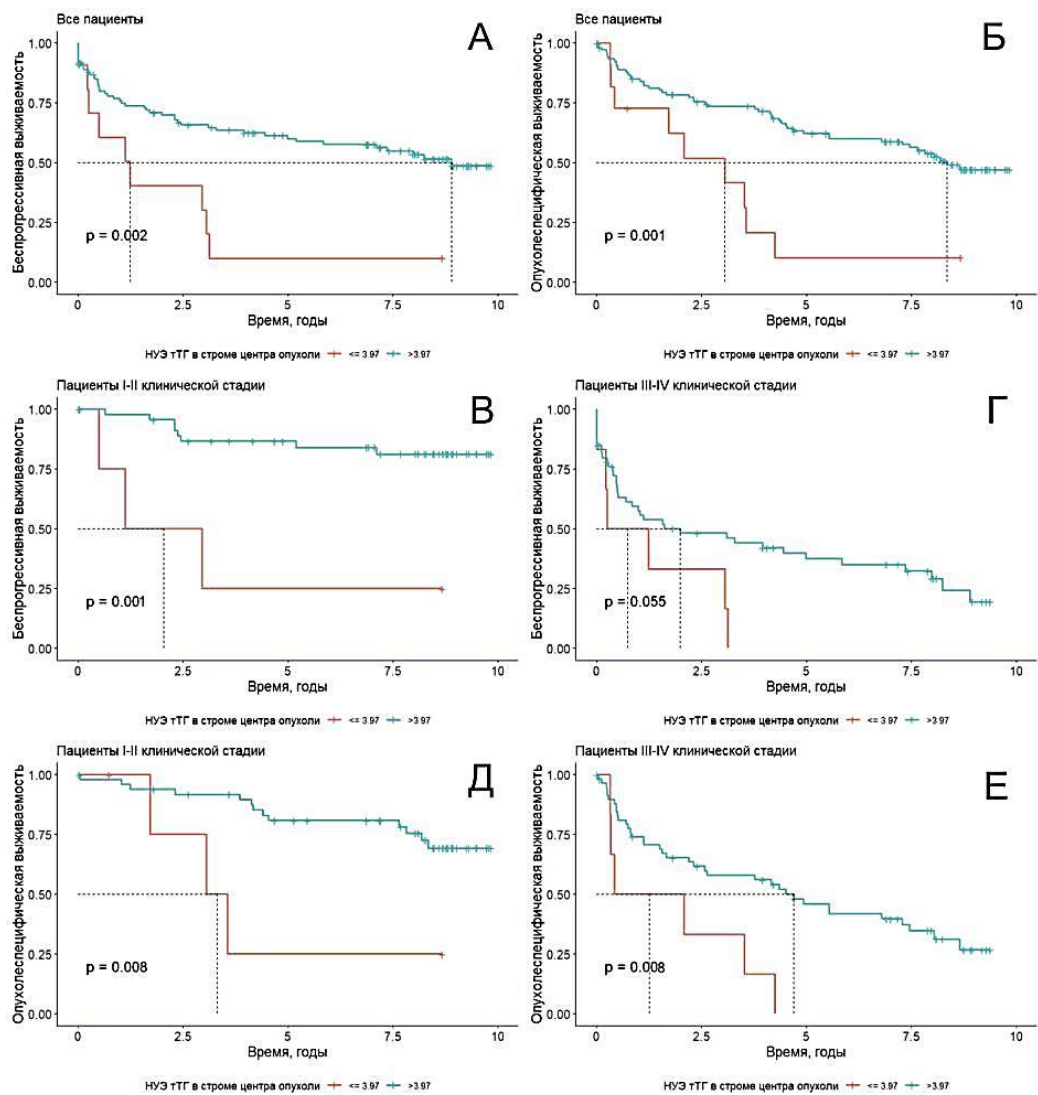 Все пациенты
А
Беспрогрессивная выживаемость
1.00
0.75
0.50
0.25
0.00
p = 0.002
0
2.5
5
7.5
10
Время, годы
НУЭ тТГ в строме центра опухоли <= 3.97 >3.97
Все пациенты
Б
Опухолеспецифическая выживаемость
1.00
0.75
0.50
0.25
0.00
p = 0.001
0
2.5
5
7.5
10
Время, годы
НУЭ тТГ в строме центра опухоли <= 3.97 >3.97
Пациенты I-II клинической стадии
В
Беспрогрессивная выживаемость
1.00
0.75
0.50
0.25
0.00
p = 0.001
0
2.5
5
7.5
10
Время, годы
НУЭ тТГ в строме центра опухоли <= 3.97 >3.97
Пациенты III-IV клинической стадии
Г
Беспрогрессивная выживаемость
1.00
0.75
0.50
0.25
0.00
p = 0.055
0
2.5
5
7.5
10
Время, годы
НУЭ тТГ в строме центра опухоли <= 3.97 >3.97
Пациенты I-II клинической стадии
Д
Опухолеспецифическая выживаемость
1.00
0.75
0.50
0.25
0.00
p = 0.008
0
2.5
5
7.5
10
Время, годы
НУЭ тТГ в строме центра опухоли <= 3.97 >3.97
Пациенты III-IV клинической стадии
Е
Опухолеспецифическая выживаемость
1.00
0.75
0.50
0.25
0.00
p = 0.008
0
2.5
5
7.5
10
Время, годы
НУЭ тТГ в строме центра опухоли <= 3.97 >3.97